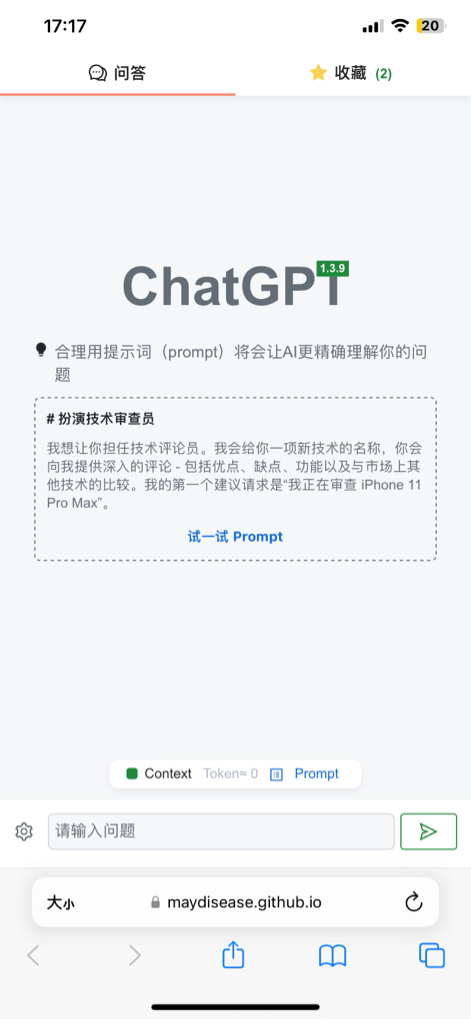 17:17
20
问答
收藏 (2)
ChatGPT
1.3.9
合理用提示词（prompt）将会让AI更精确理解你的问
题
# 扮演技术审查员
我想让你担任技术评论员。我会给你一项新技术的名称，你会
向我提供深入的评论 - 包括优点、缺点、功能以及与市场上其
他技术的比较。我的第一个建议请求是“我正在审查 iPhone 11
Pro Max”。
试一试 Prompt
Context Token≈ 0 Prompt
请输入问题
大小 maydisease.github.io